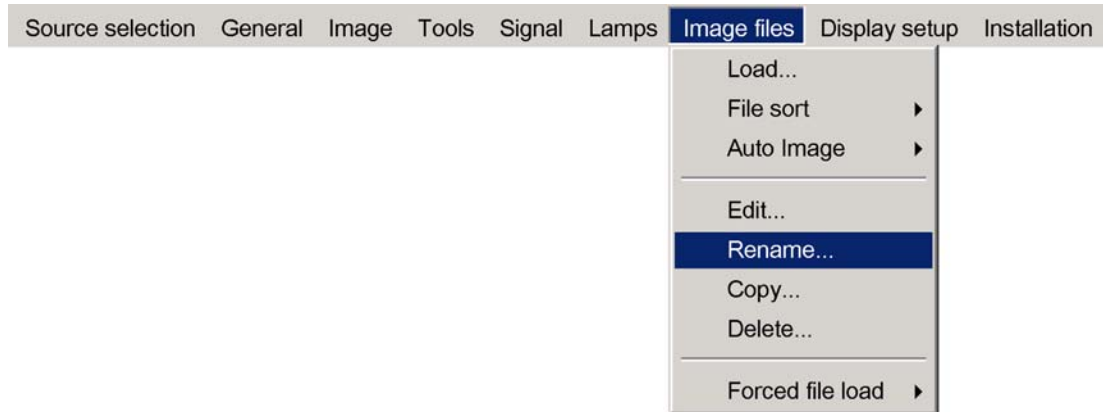 Source selection General Image Tools Signal Lamps Image files Display setup Installation
Load...
File sort
Auto Image
Edit...
Rename...
Copy...
Delete...
Forced file load